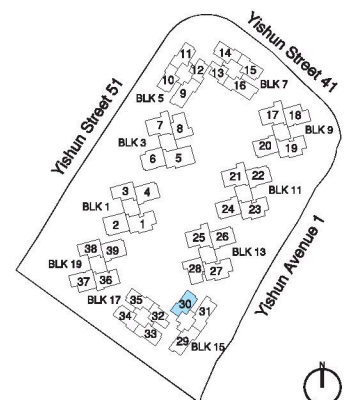 Yishun Street 41
Yishun Street 51
Yishun Avenue 1
11
12
10
9
BLK 5
14
15
13
16
BLK 7
7
8
BLK 3
6
5
17
18
BLK 9
20
19
21
22
BLK 11
24
23
3
4
BLK 1
2
1
25
26
BLK 13
28
27
38
39
BLK 19
37
36
BLK 17
35
34
32
33
30
31
29
BLK 15
N